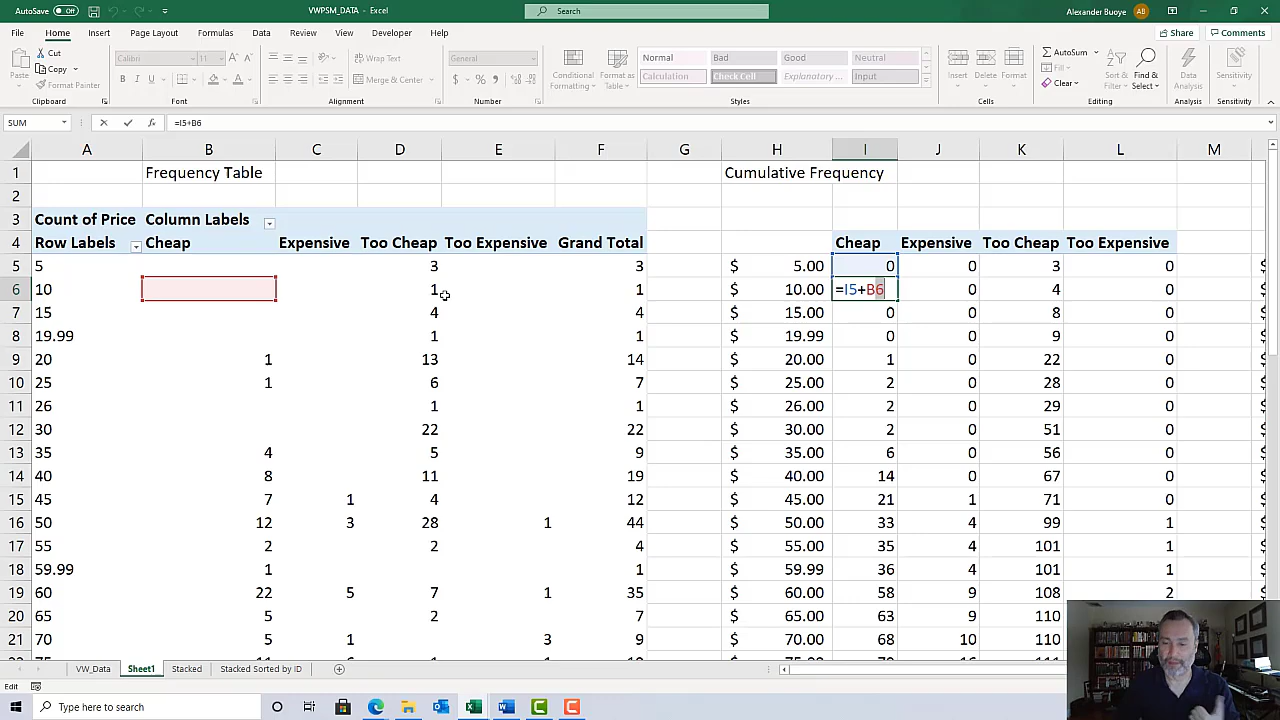 AutoSave Off VWPSM_DATA - Excel Search Alexander Buoye AB
File Home Insert Page Layout Formulas Data Review View Developer Help Share Comments
Paste Cut Copy Format Painter Clipboard
Calibri 11 B I U Font
Wrap Text Merge & Center Alignment
General $ % Number
Conditional Formatting Format as Table Normal Bad Good Neutral
Calculation Check Cell Explanatory ... Input Styles
Insert Delete Format Cells
AutoSum Fill Clear Sort & Filter Find & Select Editing
Data Analysis Analysis Sensitivity Sensitivity
SUM fx =I5+B6
A B C D E F G H I J K L M
1 Frequency Table Cumulative Frequency
2
3 Count of Price Column Labels
4 Row Labels Cheap Expensive Too Cheap Too Expensive Grand Total Cheap Expensive Too Cheap Too Expensive
5 5 3 3 $ 5.00 0 0 3 0
6 10 1 1 $ 10.00 =I5+B6 0 4 0
7 15 4 4 $ 15.00 0 0 8 0
8 19.99 1 1 $ 19.99 0 0 9 0
9 20 1 13 14 $ 20.00 1 0 22 0
10 25 1 6 7 $ 25.00 2 0 28 0
11 26 1 1 $ 26.00 2 0 29 0
12 30 22 22 $ 30.00 2 0 51 0
13 35 4 5 9 $ 35.00 6 0 56 0
14 40 8 11 19 $ 40.00 14 0 67 0
15 45 7 1 4 12 $ 45.00 21 1 71 0
16 50 12 3 28 1 44 $ 50.00 33 4 99 1
17 55 2 2 4 $ 55.00 35 4 101 1
18 59.99 1 1 $ 59.99 36 4 101 1
19 60 22 5 7 1 35 $ 60.00 58 9 108 2
20 65 5 2 7 $ 65.00 63 9 110
21 70 5 1 3 9 $ 70.00 68 10 110
VW_Data Sheet1 Stacked Stacked Sorted by ID
Edit
Type here to search